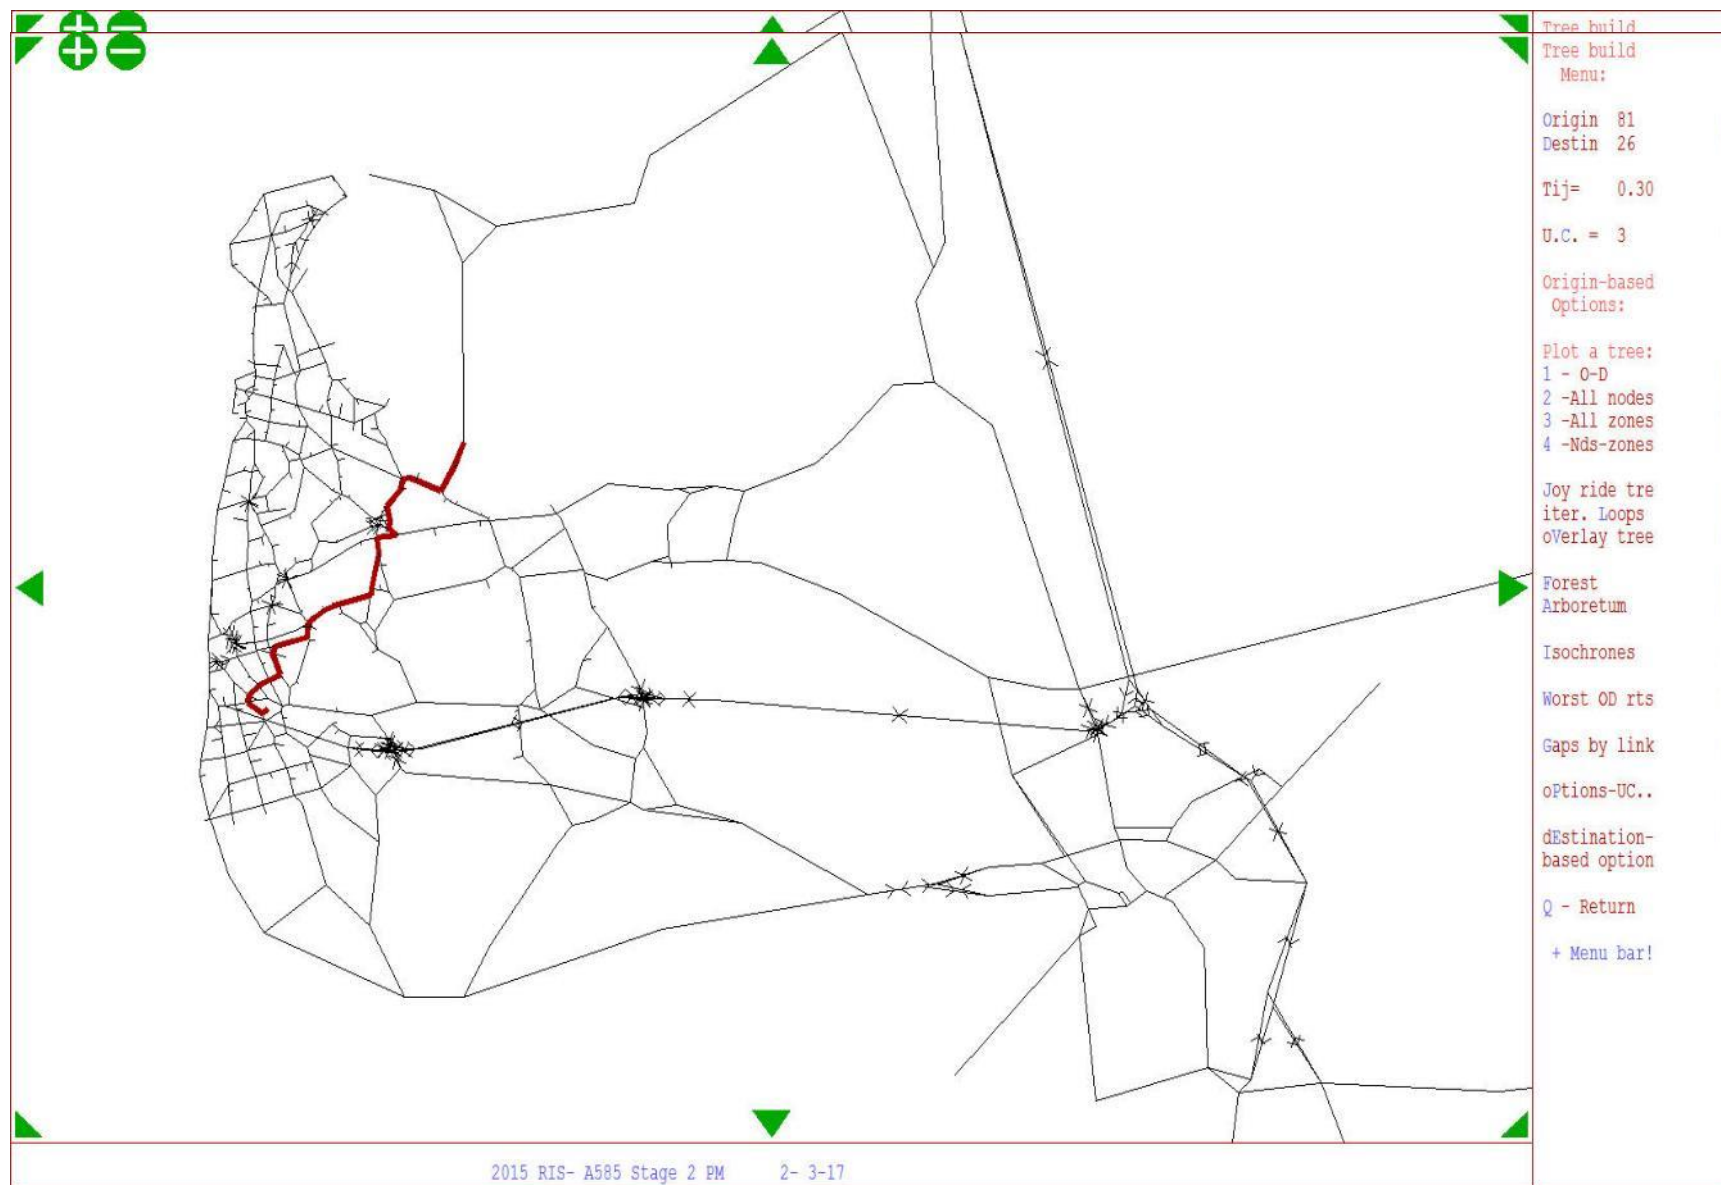 Tree build
Tree build
Menu:
Origin 81
Destin 26
Tij= 0.30
U.C. = 3
Origin-based
Options:
Plot a tree:
1 - O-D
2 -All nodes
3 -All zones
4 -Nds-zones
Joy ride tre
iter. Loops
oVerlay tree
Forest
Arboretum
Isochrones
Worst OD rts
Gaps by link
oPtions-UC..
dEstination-
based option
Q - Return
+ Menu bar!
2015 RIS- A585 Stage 2 PM 2- 3-17